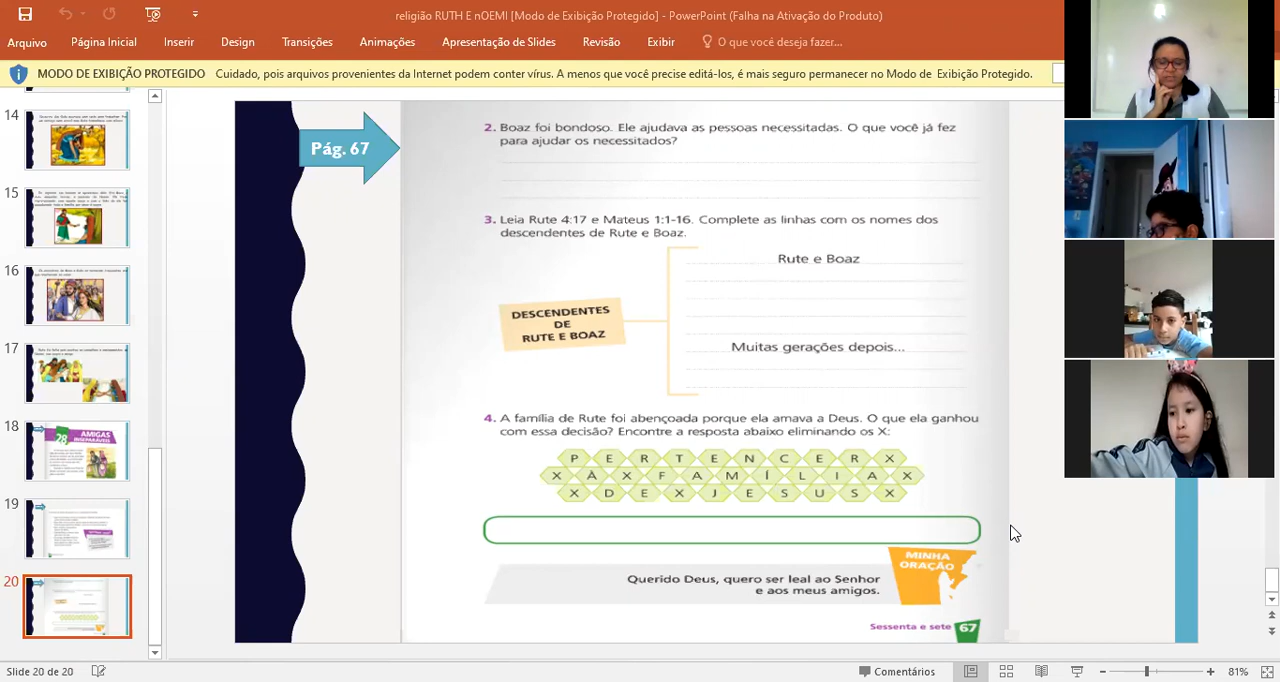 religião RUTH E nOEMI [Modo de Exibição Protegido] - PowerPoint (Falha na Ativação do Produto)
Arquivo Página Inicial Inserir Design Transições Animações Apresentação de Slides Revisão Exibir O que você deseja fazer...
MODO DE EXIBIÇÃO PROTEGIDO Cuidado, pois arquivos provenientes da Internet podem conter vírus. A menos que você precise editá-los, é mais seguro permanecer no Modo de Exibição Protegido.
14
15
16
17
18
28
AMIGAS
INSEPARÁVEIS
19
20
Pág. 67
2. Boaz foi bondoso. Ele ajudava as pessoas necessitadas. O que você já fez
para ajudar os necessitados?
3. Leia Rute 4:17 e Mateus 1:1-16. Complete as linhas com os nomes dos
descendentes de Rute e Boaz.
Rute e Boaz
DESCENDENTES
DE
RUTE E BOAZ
Muitas gerações depois...
4. A família de Rute foi abençoada porque ela amava a Deus. O que ela ganhou
com essa decisão? Encontre a resposta abaixo eliminando os X:
P E R T E N C E R X
X À X F A M Í L I A X
X D E X J E S U S X
MINHA
ORAÇÃO
Querido Deus, quero ser leal ao Senhor
e aos meus amigos.
Sessenta e sete 67
Slide 20 de 20 Comentários 81%